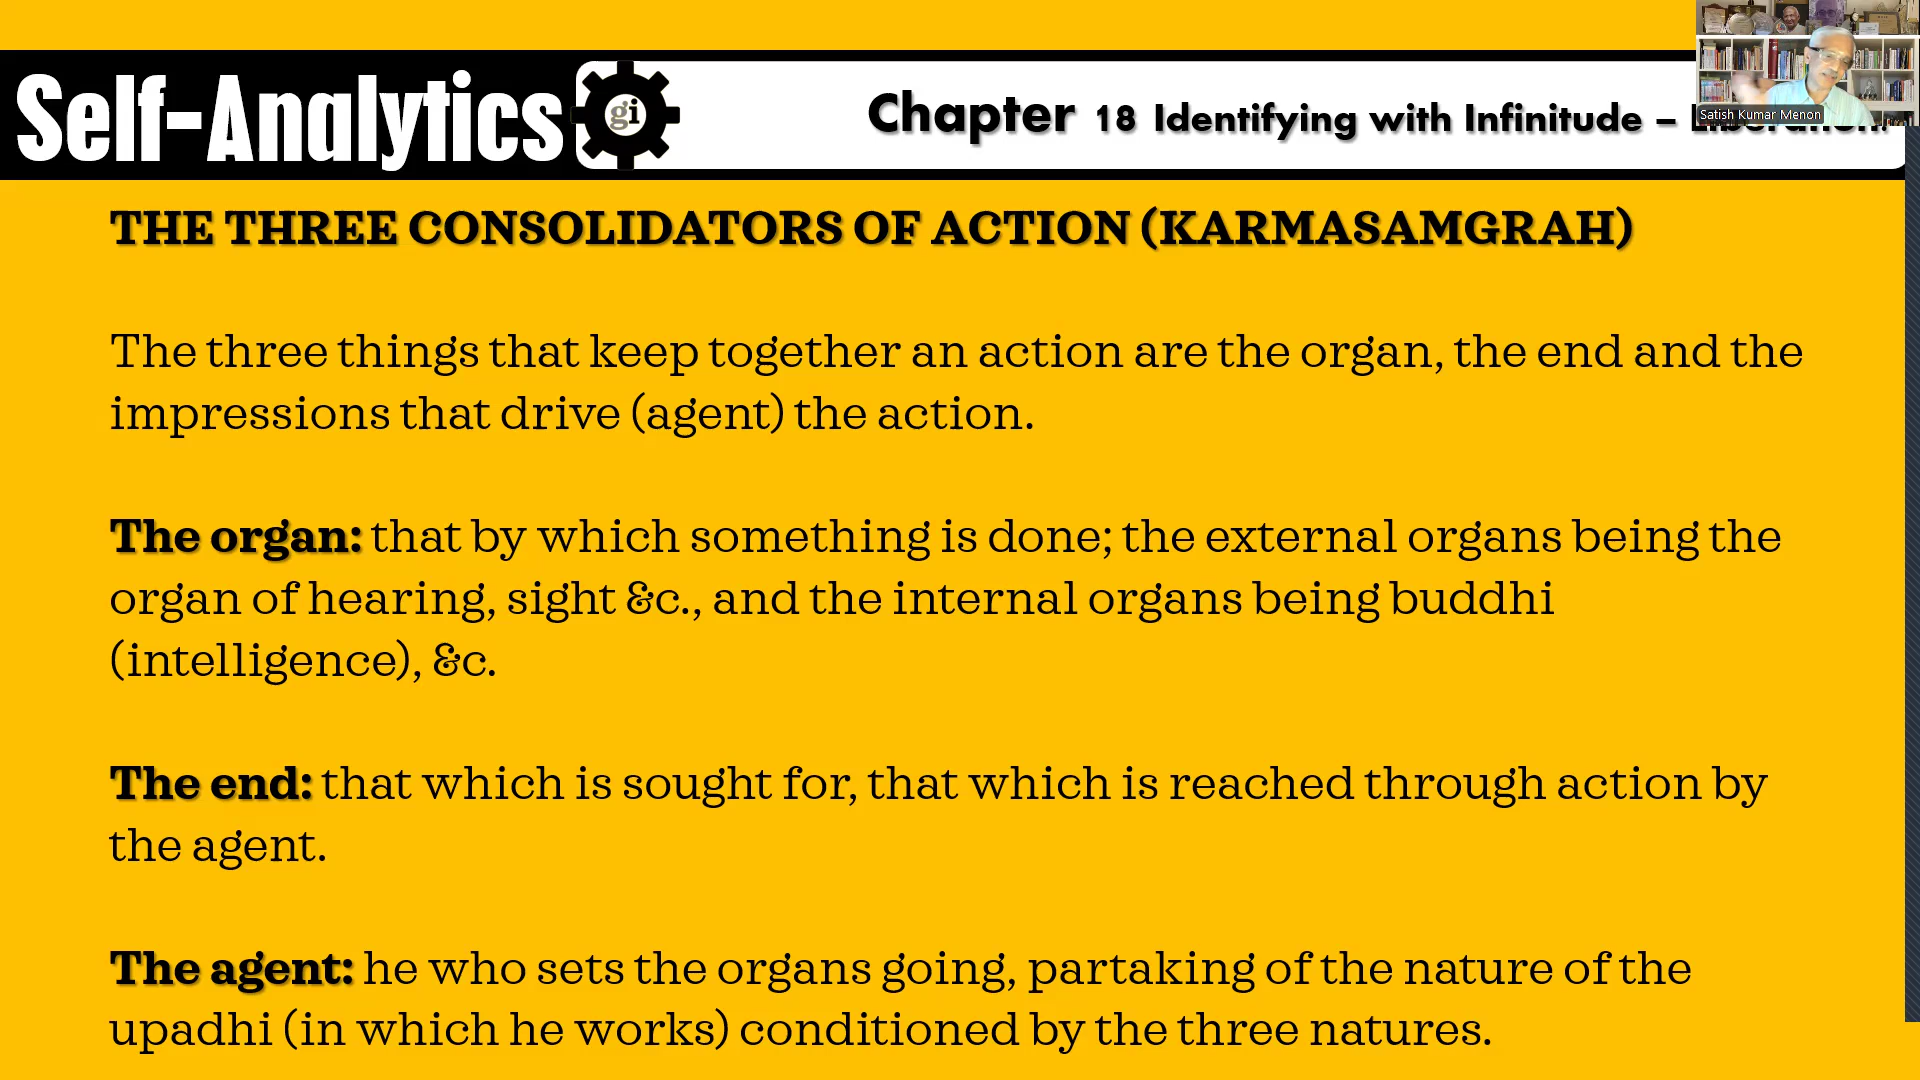 Self-Analytics
gi
Chapter 18 Identifying with Infinitude –
Satish Kumar Menon
THE THREE CONSOLIDATORS OF ACTION (KARMASAMGRAH)
The three things that keep together an action are the organ, the end and the
impressions that drive (agent) the action.
The organ: that by which something is done; the external organs being the
organ of hearing, sight &c., and the internal organs being buddhi
(intelligence), &c.
The end: that which is sought for, that which is reached through action by
the agent.
The agent: he who sets the organs going, partaking of the nature of the
upadhi (in which he works) conditioned by the three natures.